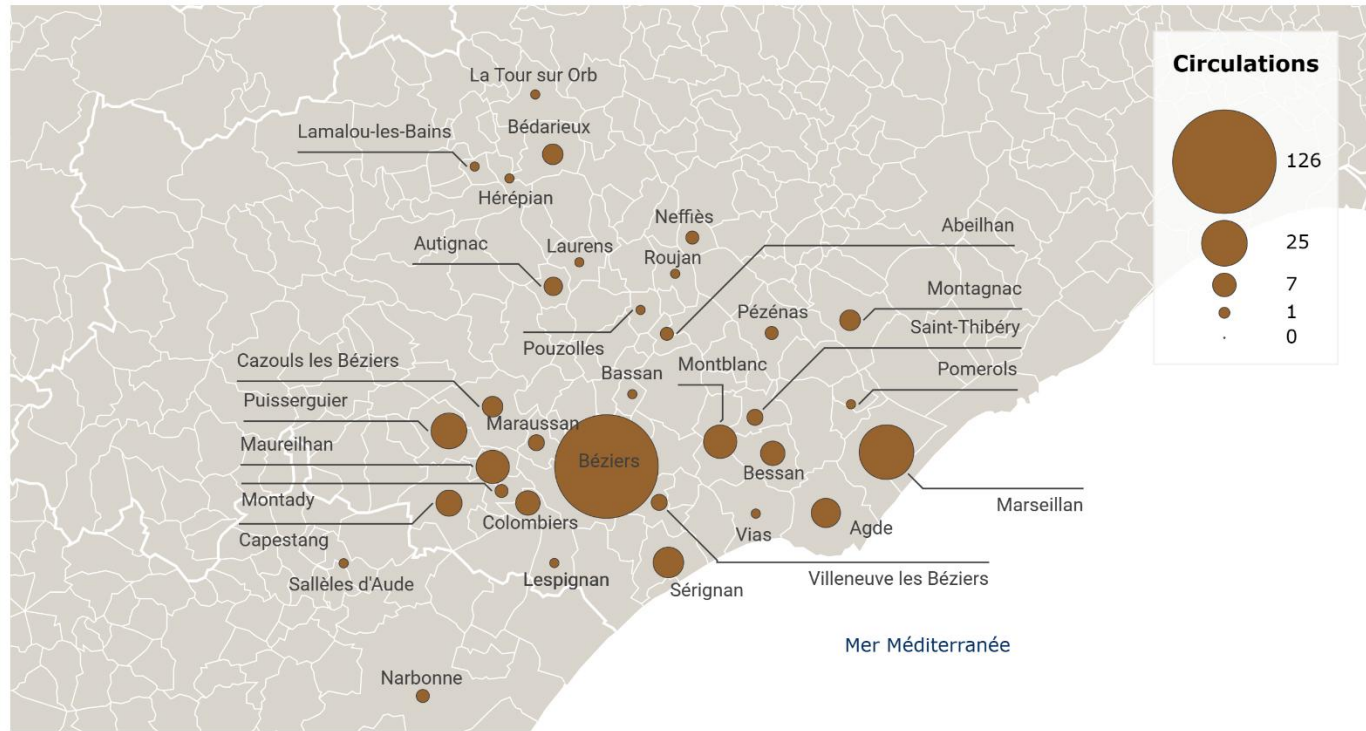 Circulations
126
25
7
1
0
La Tour sur Orb
Bédarieux
Lamalou-les-Bains
Hérépian
Neffiès
Abeilhan
Autignac
Laurens
Roujan
Montagnac
Pézénas
Saint-Thibéry
Pouzolles
Cazouls les Béziers
Bassan
Montblanc
Pomerols
Puisserguier
Maraussan
Maureilhan
Béziers
Bessan
Montady
Marseillan
Colombiers
Vias
Agde
Capestang
Sallèles d'Aude
Lespignan
Sérignan
Villeneuve les Béziers
Mer Méditerranée
Narbonne